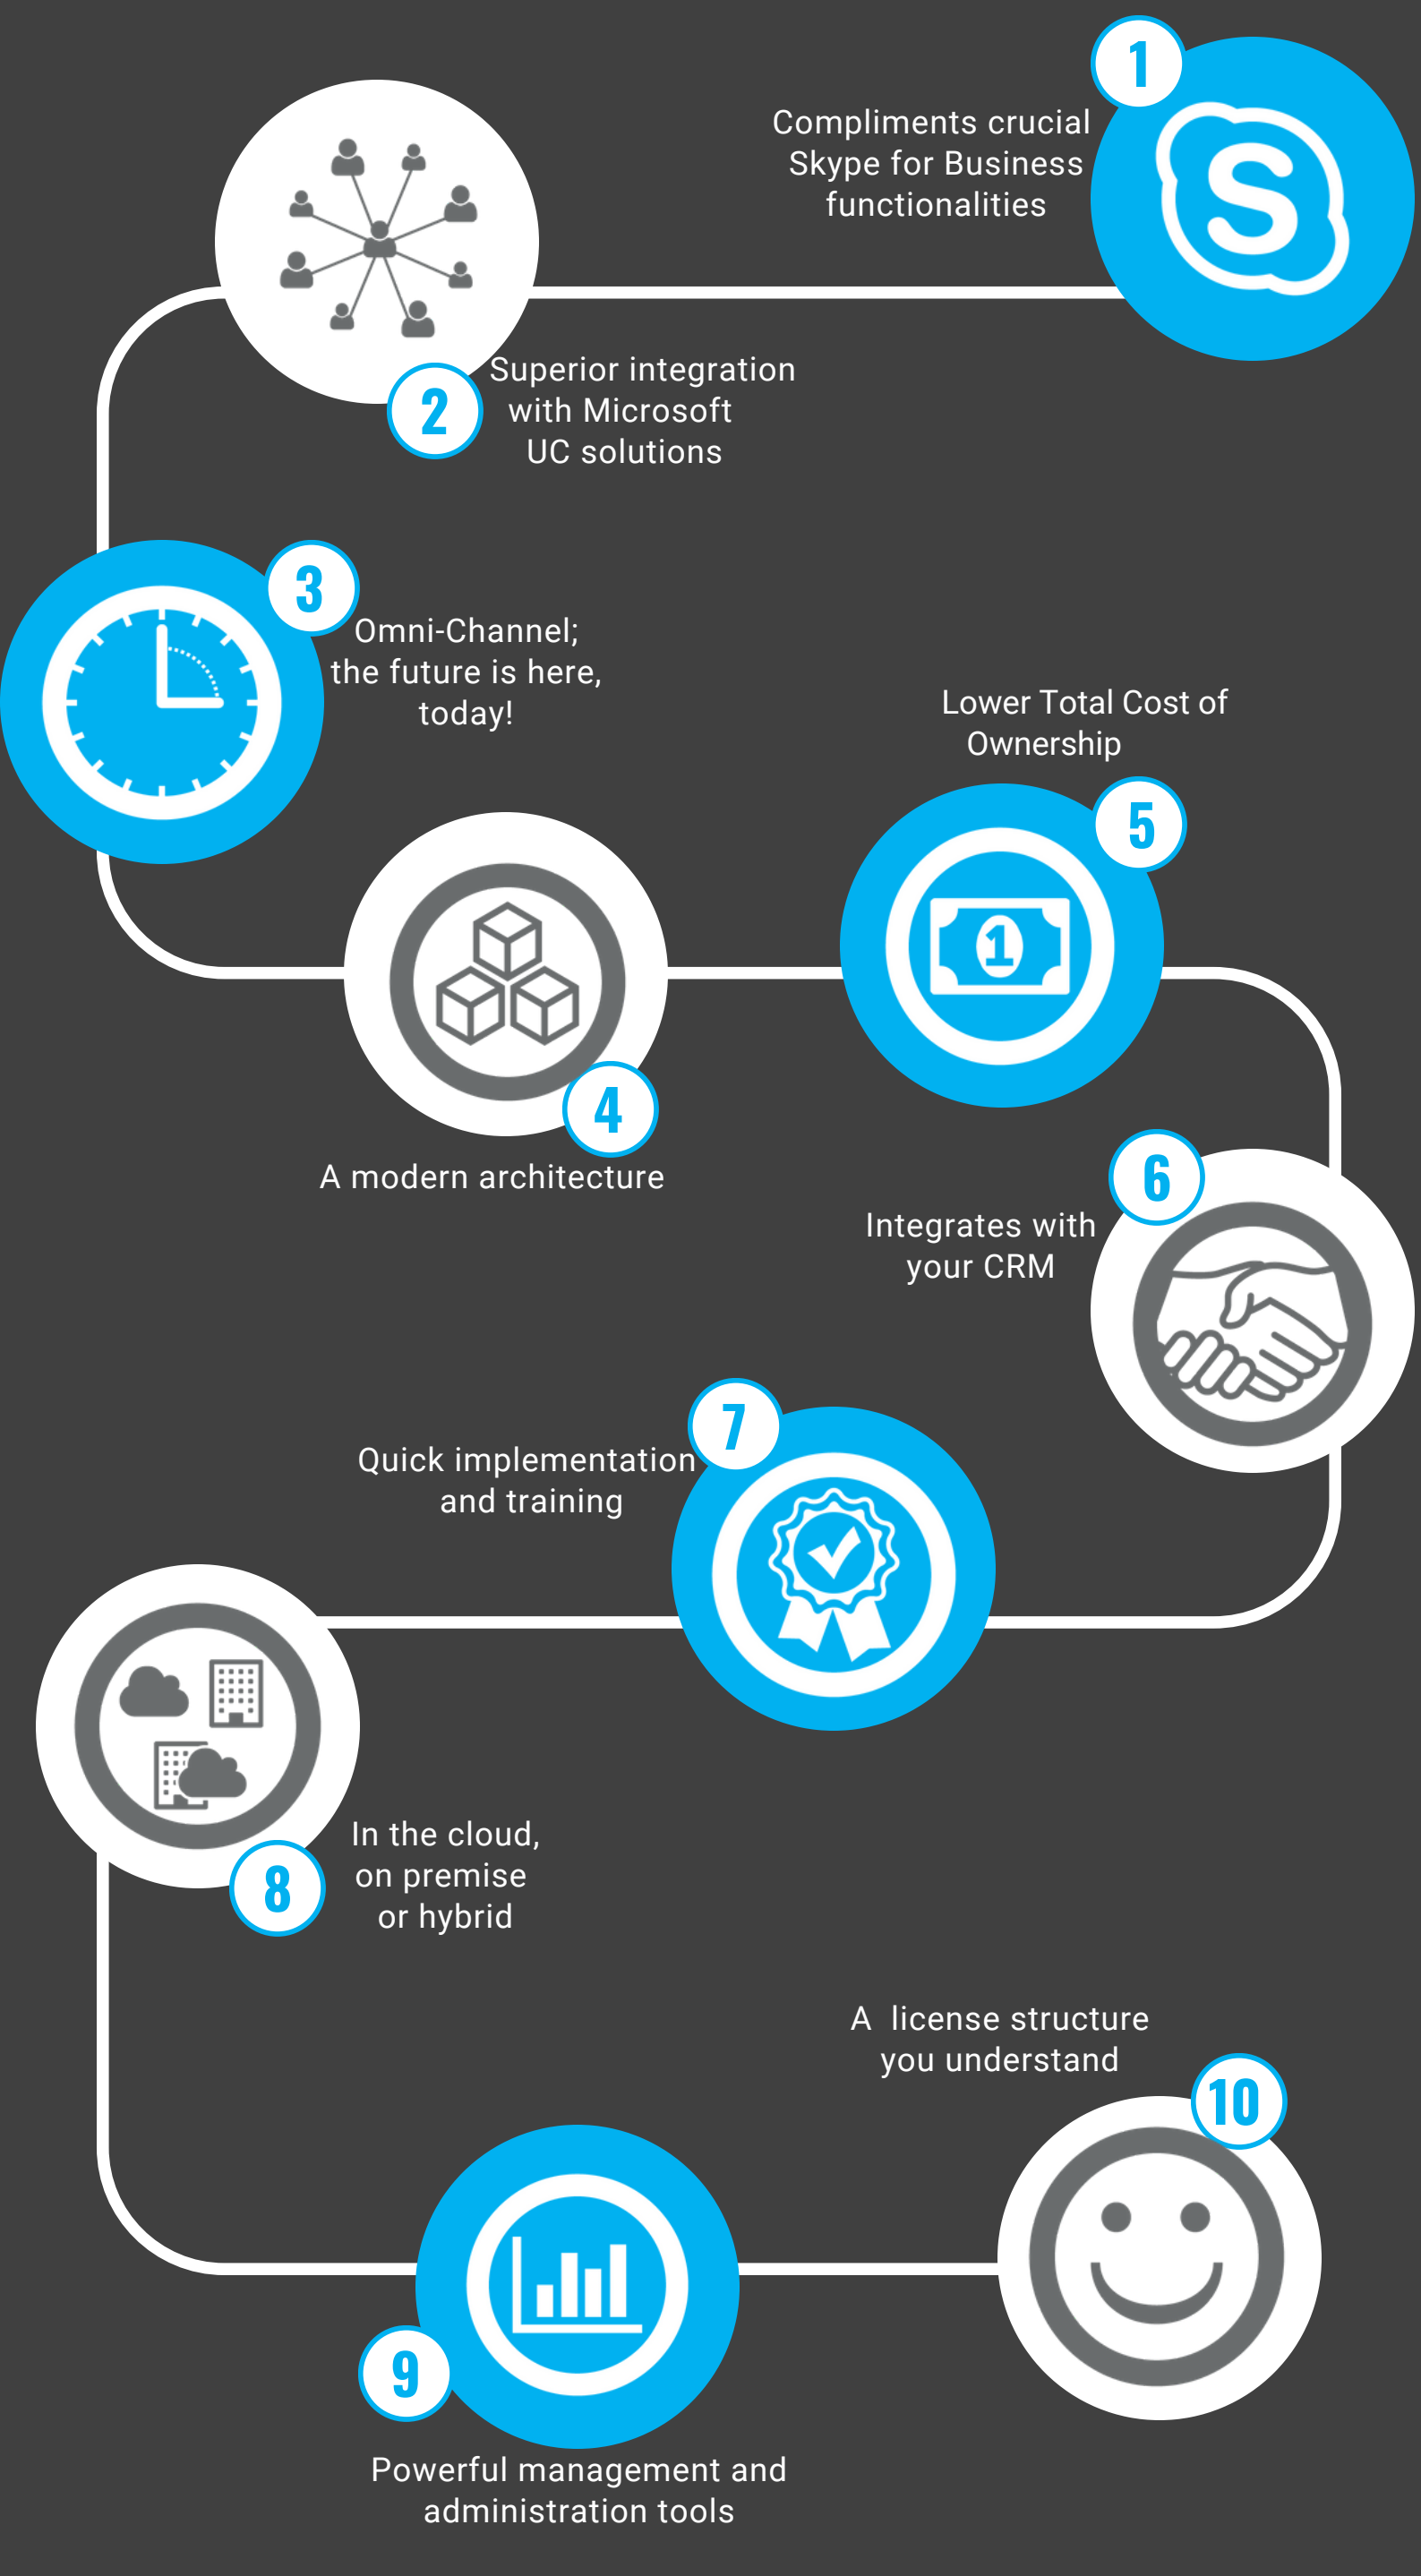 1
Compliments crucial
Skype for Business
functionalities
S
2
Superior integration
with Microsoft
UC solutions
3
Omni-Channel;
the future is here,
today!
4
A modern architecture
5
Lower Total Cost of
Ownership
1
6
Integrates with
your CRM
7
Quick implementation
and training
8
In the cloud,
on premise
or hybrid
9
Powerful management and
administration tools
10
A license structure
you understand